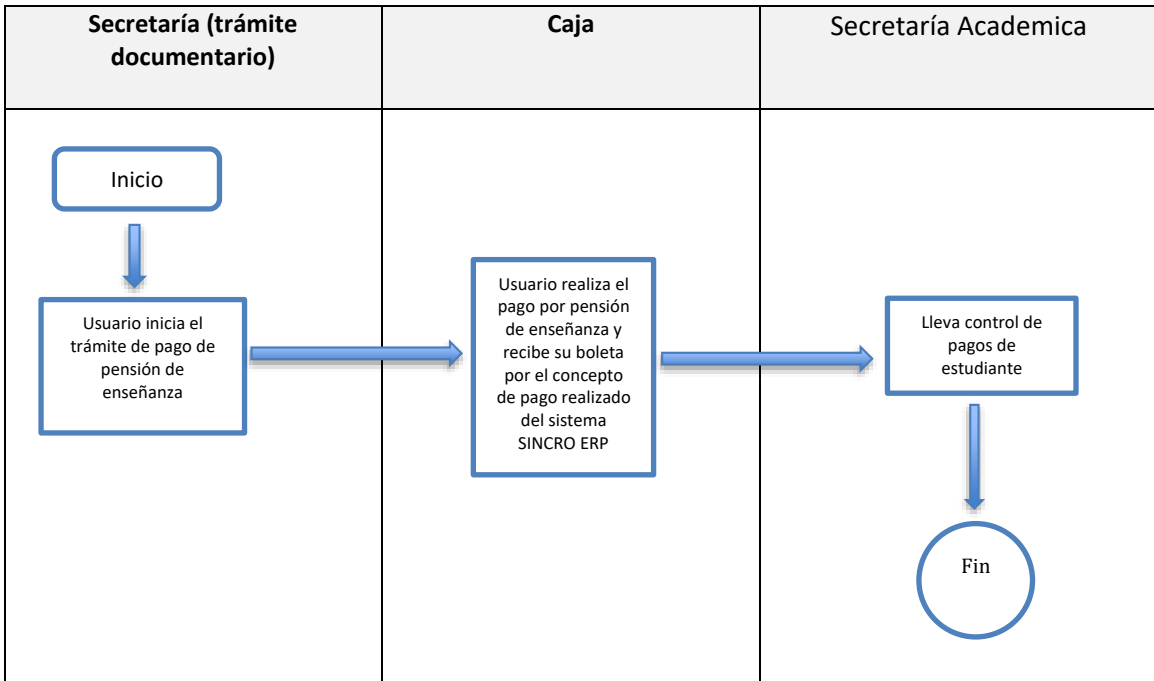 Secretaría (trámite
documentario)
Caja
Secretaría Academica
Inicio
Usuario inicia el
trámite de pago de
pensión de
enseñanza
Usuario realiza el
pago por pensión
de enseñanza y
recibe su boleta
por el concepto
de pago realizado
del sistema
SINCRO ERP
Lleva control de
pagos de
estudiante
Fin